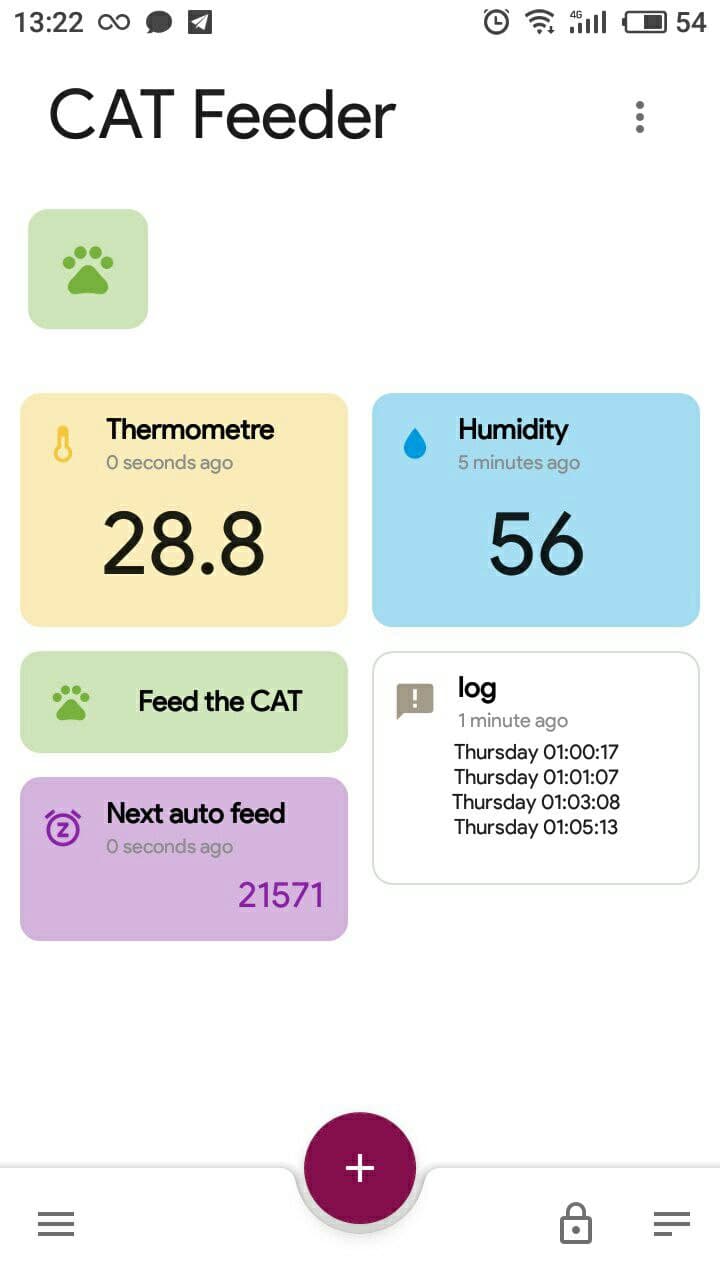 13:22
4G
54
CAT Feeder
Thermometre
0 seconds ago
28.8
Humidity
5 minutes ago
56
Feed the CAT
log
1 minute ago
Thursday 01:00:17
Thursday 01:01:07
Thursday 01:03:08
Thursday 01:05:13
Next auto feed
0 seconds ago
21571